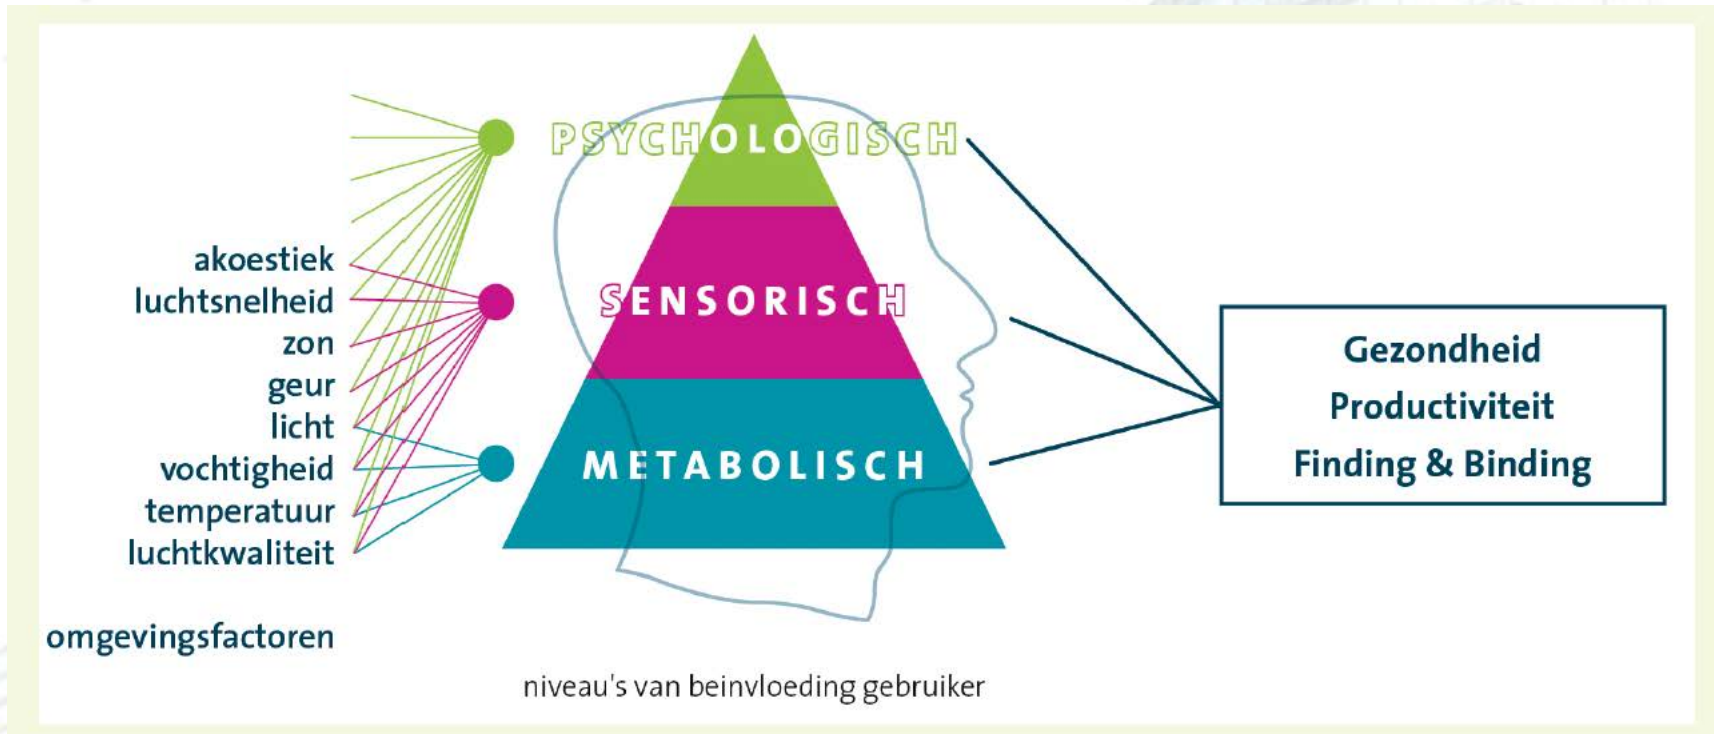 PSYCHOLOGISCH
akoestiek
luchtsnelheid
zon
geur
licht
vochtigheid
temperatuur
luchtkwaliteit
omgevingsfactoren
SENSORISCH
METABOLISCH
niveau's van beinvloeding gebruiker
Gezondheid
Productiviteit
Finding & Binding